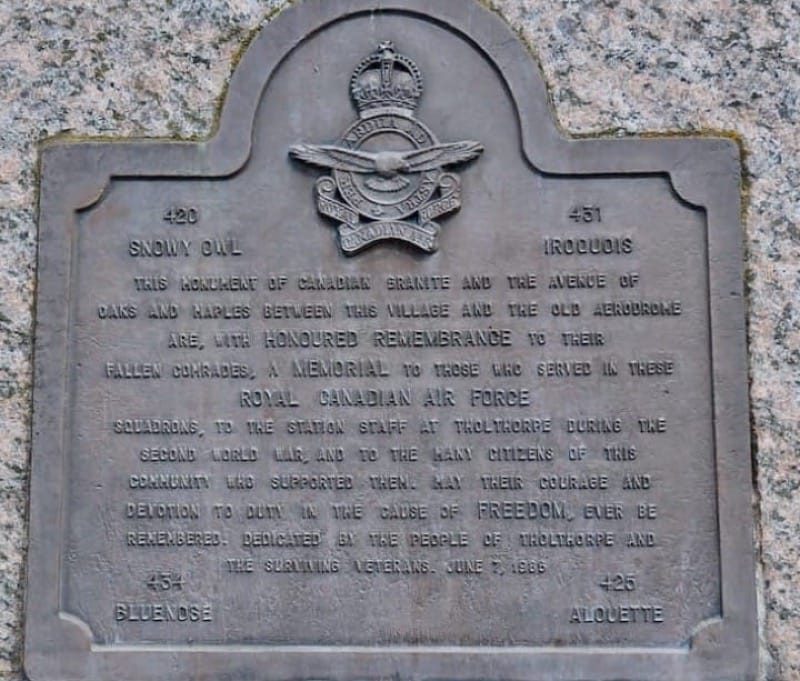 PER ARDUA AD ASTRA
ROYAL CANADIAN AIR FORCE
420 431
SNOWY OWL IROQUOIS
THIS MONUMENT OF CANADIAN GRANITE AND THE AVENUE OF
OAKS AND MAPLES BETWEEN THIS VILLAGE AND THE OLD AERODROME
ARE, WITH HONOURED REMEMBRANCE TO THEIR
FALLEN COMRADES, A MEMORIAL TO THOSE WHO SERVED IN THESE
ROYAL CANADIAN AIR FORCE
SQUADRONS, TO THE STATION STAFF AT THOLTHORPE DURING THE
SECOND WORLD WAR, AND TO THE MANY CITIZENS OF THIS
COMMUNITY WHO SUPPORTED THEM. MAY THEIR COURAGE AND
DEVOTION TO DUTY IN THE CAUSE OF FREEDOM, EVER BE
REMEMBERED. DEDICATED BY THE PEOPLE OF THOLTHORPE AND
THE SURVIVING VETERANS. JUNE 7, 1986
434 425
BLUENOSE ALOUETTE